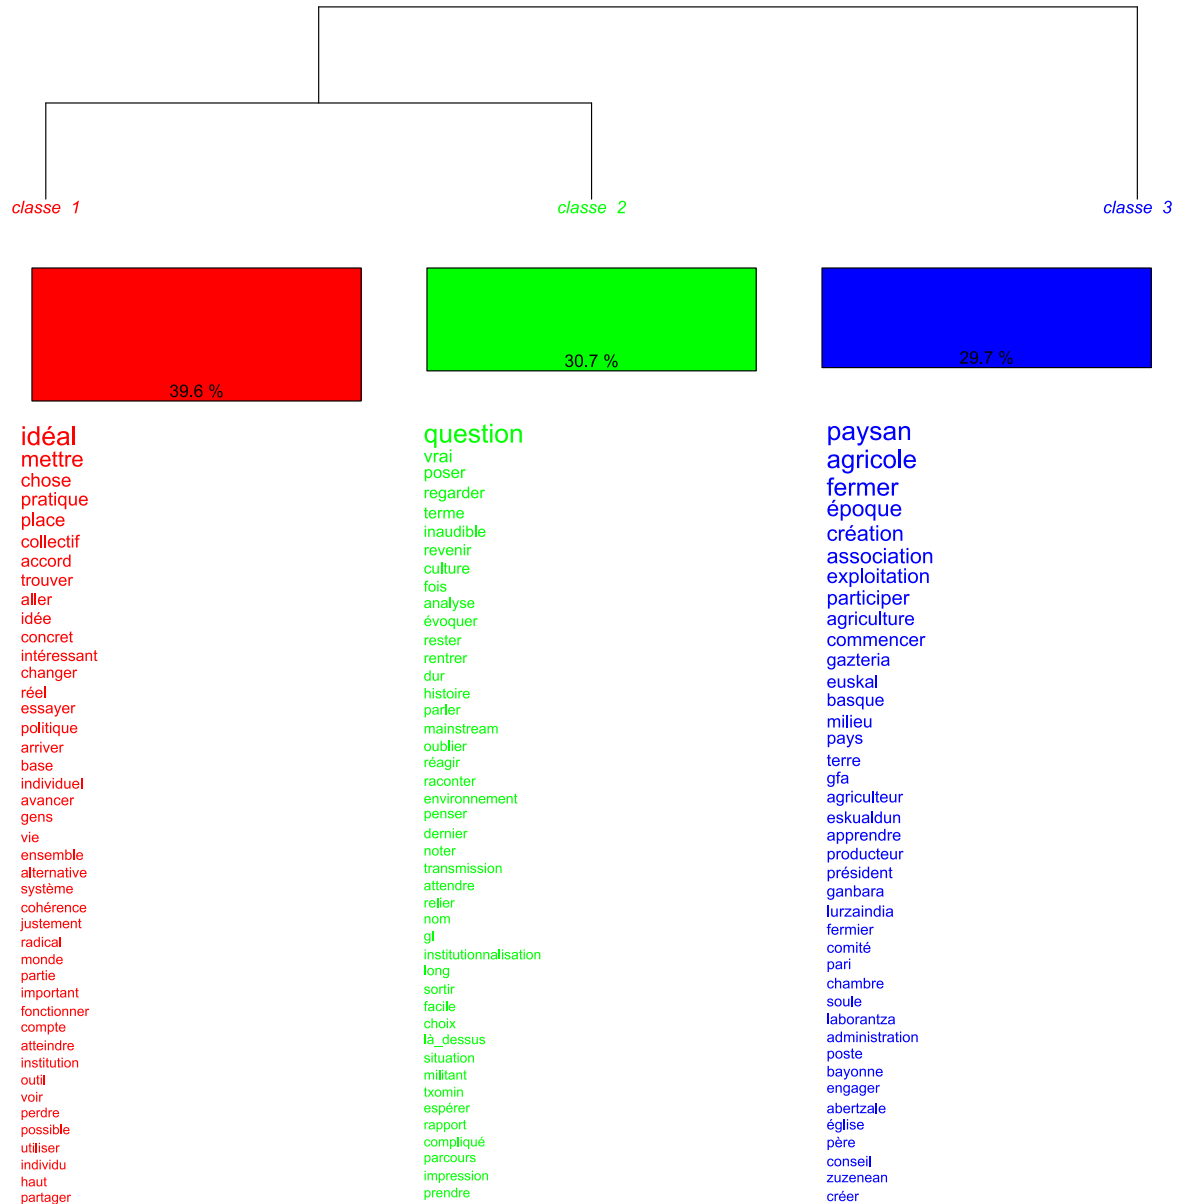 classe 1
classe 2
classe 3
39.6 %
30.7 %
29.7 %
idéal
mettre
chose
pratique
place
collectif
accord
trouver
aller
idée
concret
intéressant
changer
réel
essayer
politique
arriver
base
individuel
avancer
gens
vie
ensemble
alternative
système
cohérence
justement
radical
monde
partie
important
fonctionner
compte
atteindre
institution
outil
voir
perdre
possible
utiliser
individu
haut
partager
question
vrai
poser
regarder
terme
inaudible
revenir
culture
fois
analyse
évoquer
rester
rentrer
dur
histoire
parler
mainstream
oublier
réagir
raconter
environnement
penser
dernier
noter
transmission
attendre
relier
nom
gl
institutionnalisation
long
sortir
facile
choix
là_dessus
situation
militant
txomin
espérer
rapport
compliqué
parcours
impression
prendre
paysan
agricole
fermer
époque
création
association
exploitation
participer
agriculture
commencer
gazteria
euskal
basque
milieu
pays
terre
gfa
agriculteur
eskualdun
apprendre
producteur
président
ganbara
lurzaindia
fermier
comité
pari
chambre
soule
laborantza
administration
poste
bayonne
engager
abertzale
église
père
conseil
zuzenean
créer